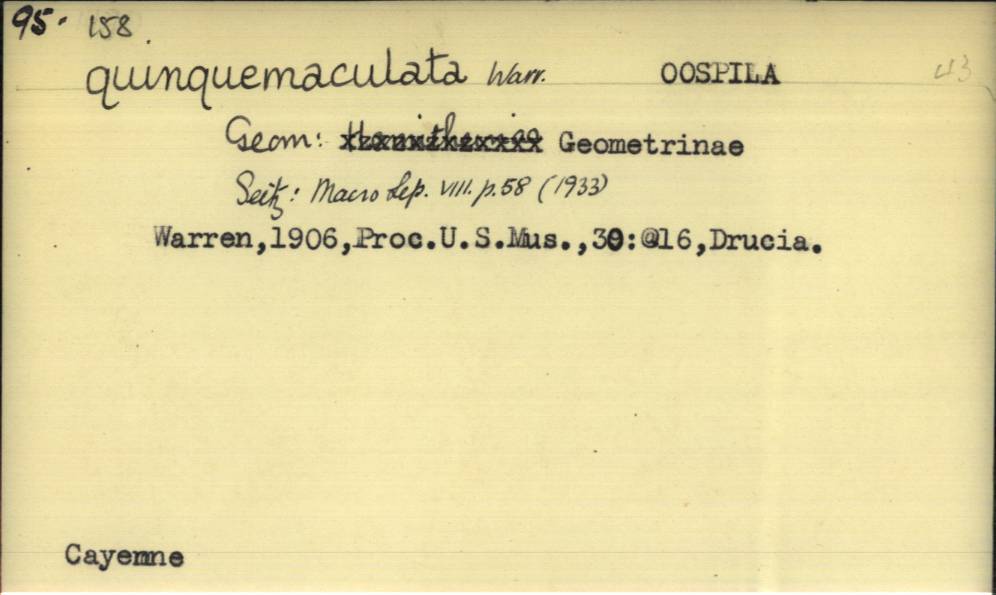 95. 158.
quinquemaculata Warr. OOSPILA 43
Geom: Hemitheinae Geometrinae
Seitz: Macro Lep. VIII. p.58 (1933)
Warren,1906,Proc.U.S.Mus.,30:@16,Drucia.
Cayenne